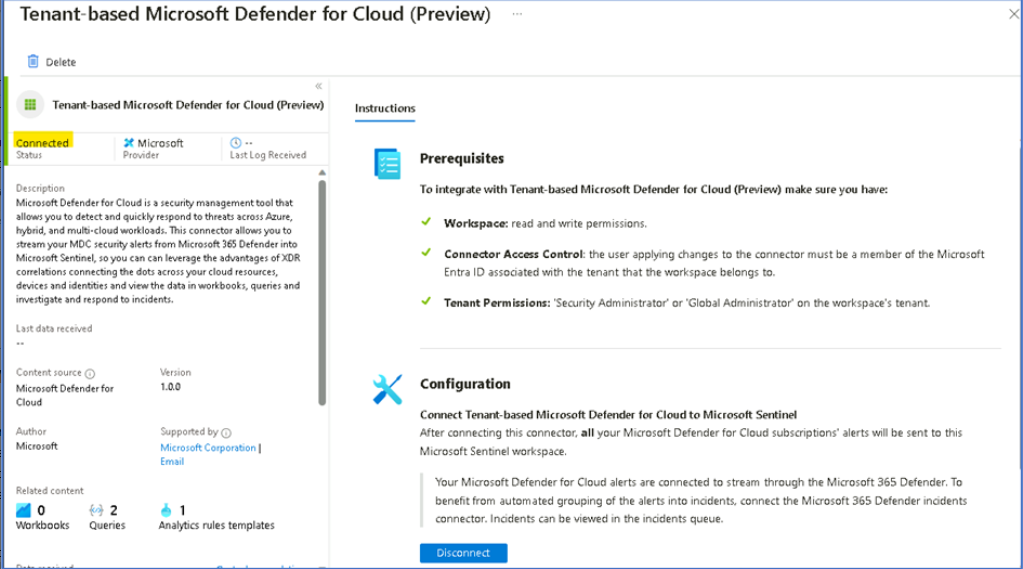 Tenant-based Microsoft Defender for Cloud (Preview) ...
Delete
Tenant-based Microsoft Defender for Cloud (Preview)
Connected
Status
Microsoft
Provider
--
Last Log Received
Description
Microsoft Defender for Cloud is a security management tool that
allows you to detect and quickly respond to threats across Azure,
hybrid, and multi-cloud workloads. This connector allows you to
stream your MDC security alerts from Microsoft 365 Defender into
Microsoft Sentinel, so you can can leverage the advantages of XDR
correlations connecting the dots across your cloud resources,
devices and identities and view the data in workbooks, queries and
investigate and respond to incidents.
Last data received
--
Content source
Microsoft Defender for
Cloud
Version
1.0.0
Author
Microsoft
Supported by
Microsoft Corporation |
Email
Related content
0
Workbooks
2
Queries
1
Analytics rules templates
Instructions
Prerequisites
To integrate with Tenant-based Microsoft Defender for Cloud (Preview) make sure you have:
Workspace: read and write permissions.
Connector Access Control: the user applying changes to the connector must be a member of the Microsoft
Entra ID associated with the tenant that the workspace belongs to.
Tenant Permissions: 'Security Administrator' or 'Global Administrator' on the workspace's tenant.
Configuration
Connect Tenant-based Microsoft Defender for Cloud to Microsoft Sentinel
After connecting this connector, all your Microsoft Defender for Cloud subscriptions' alerts will be sent to this
Microsoft Sentinel workspace.
Your Microsoft Defender for Cloud alerts are connected to stream through the Microsoft 365 Defender. To
benefit from automated grouping of the alerts into incidents, connect the Microsoft 365 Defender incidents
connector. Incidents can be viewed in the incidents queue.
Disconnect